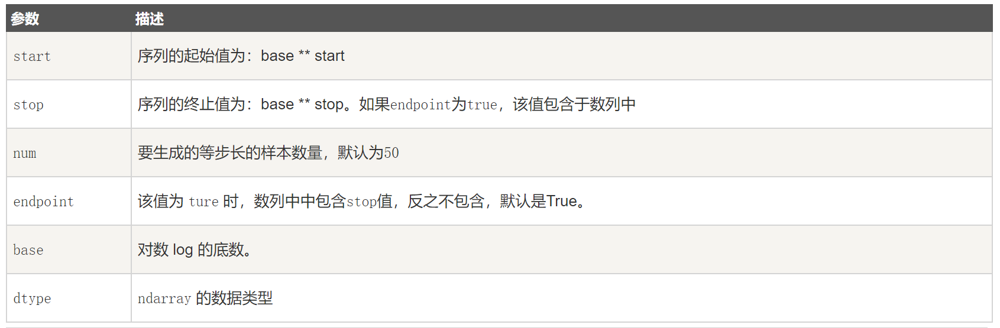 参数 描述
start 序列的起始值为：base ** start
stop 序列的终止值为：base ** stop。如果endpoint为true，该值包含于数列中
num 要生成的等步长的样本数量，默认为50
endpoint 该值为 ture 时，数列中中包含stop值，反之不包含，默认是True。
base 对数 log 的底数。
dtype ndarray 的数据类型